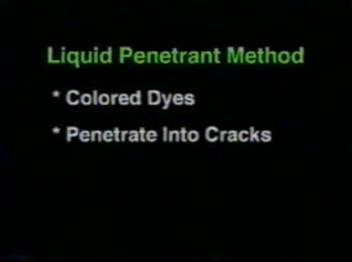 Liquid Penetrant Method
* Colored Dyes
* Penetrate Into Cracks